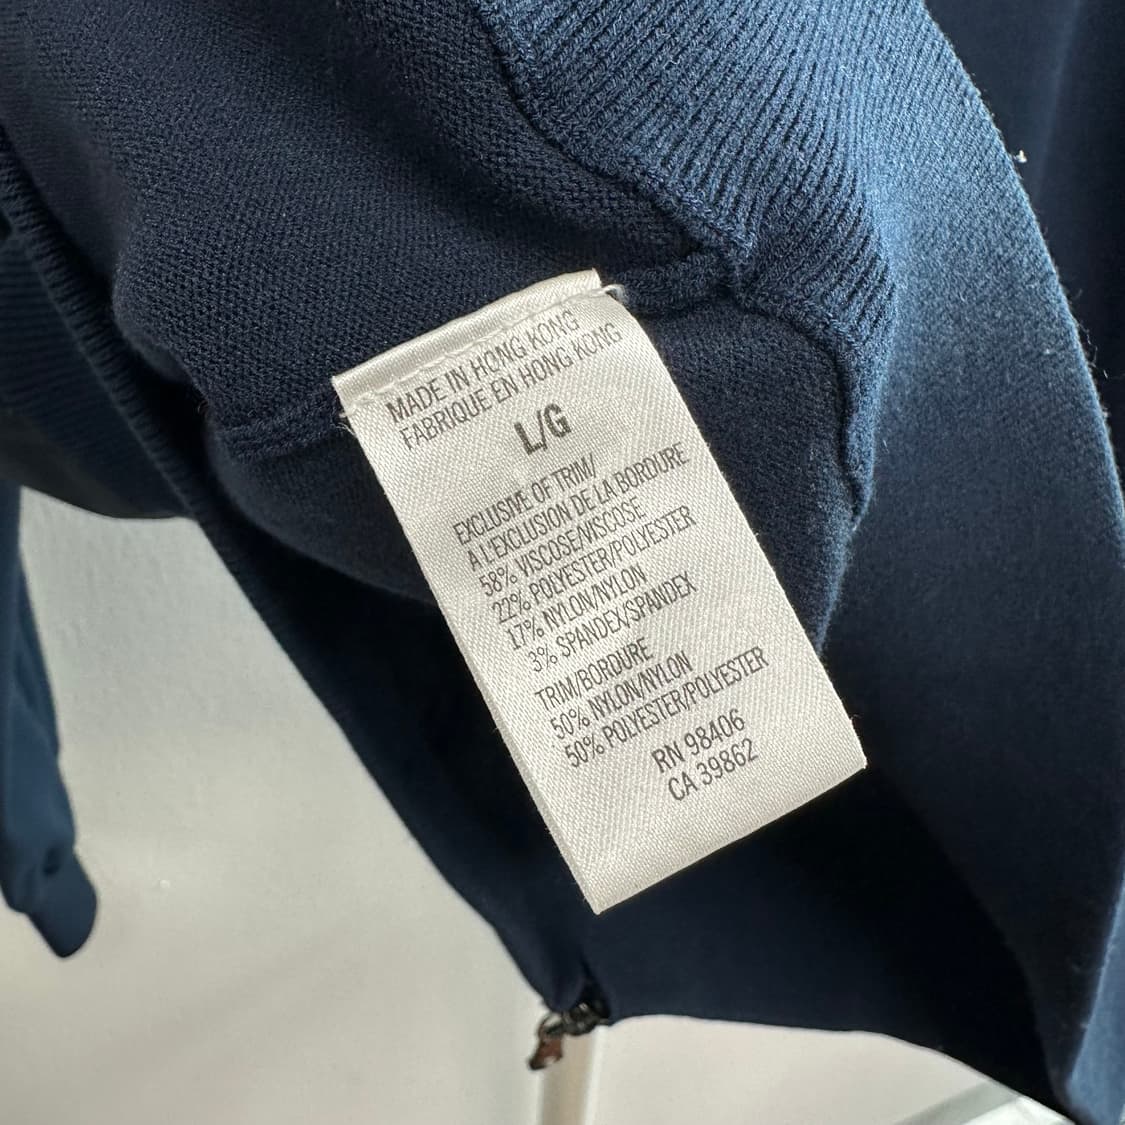 MADE IN HONG KONG
FABRIQUE EN HONG KONG
L/G
EXCLUSIVE OF TRIM/
A L'EXCLUSION DE LA BORDURE
58% VISCOSE/VISCOSE
22% POLYESTER/POLYESTER
17% NYLON/NYLON
3% SPANDEX/SPANDEX
TRIM/BORDURE
50% NYLON/NYLON
50% POLYESTER/POLYESTER
RN 98406
CA 39862